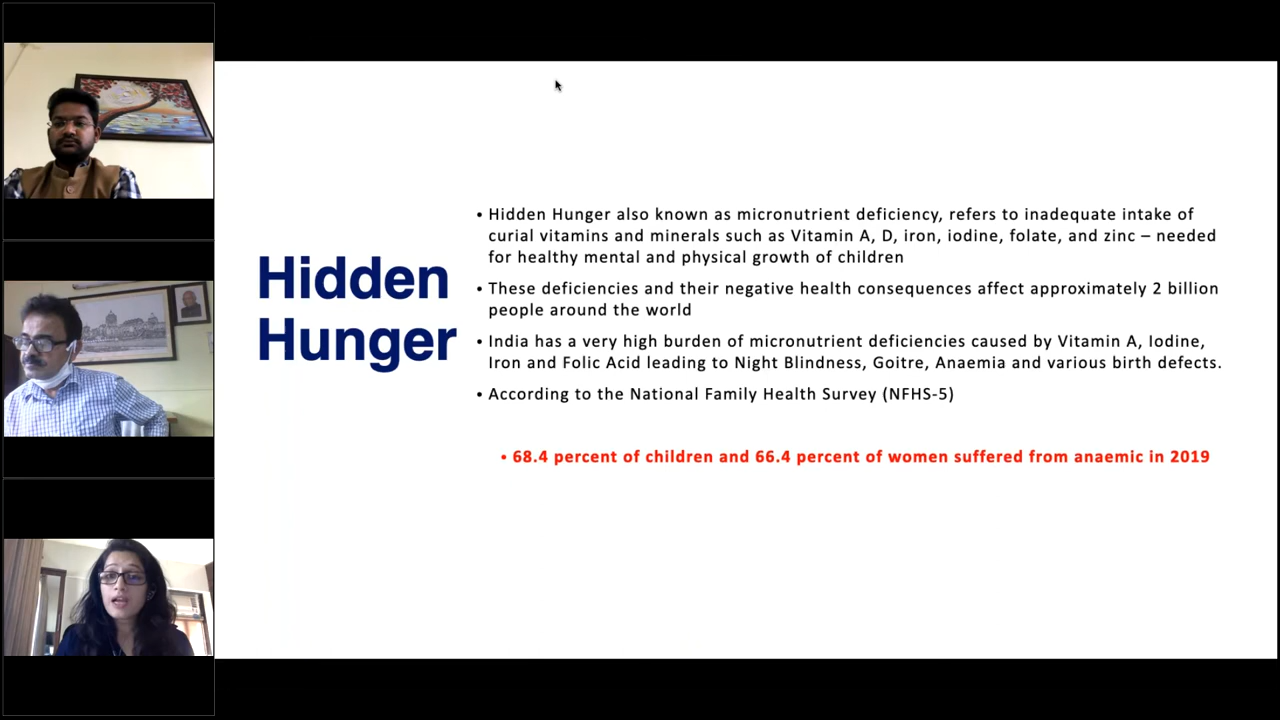 Hidden
Hunger
• Hidden Hunger also known as micronutrient deficiency, refers to inadequate intake of
curial vitamins and minerals such as Vitamin A, D, iron, iodine, folate, and zinc – needed
for healthy mental and physical growth of children
• These deficiencies and their negative health consequences affect approximately 2 billion
people around the world
• India has a very high burden of micronutrient deficiencies caused by Vitamin A, Iodine,
Iron and Folic Acid leading to Night Blindness, Goitre, Anaemia and various birth defects.
• According to the National Family Health Survey (NFHS-5)
• 68.4 percent of children and 66.4 percent of women suffered from anaemic in 2019